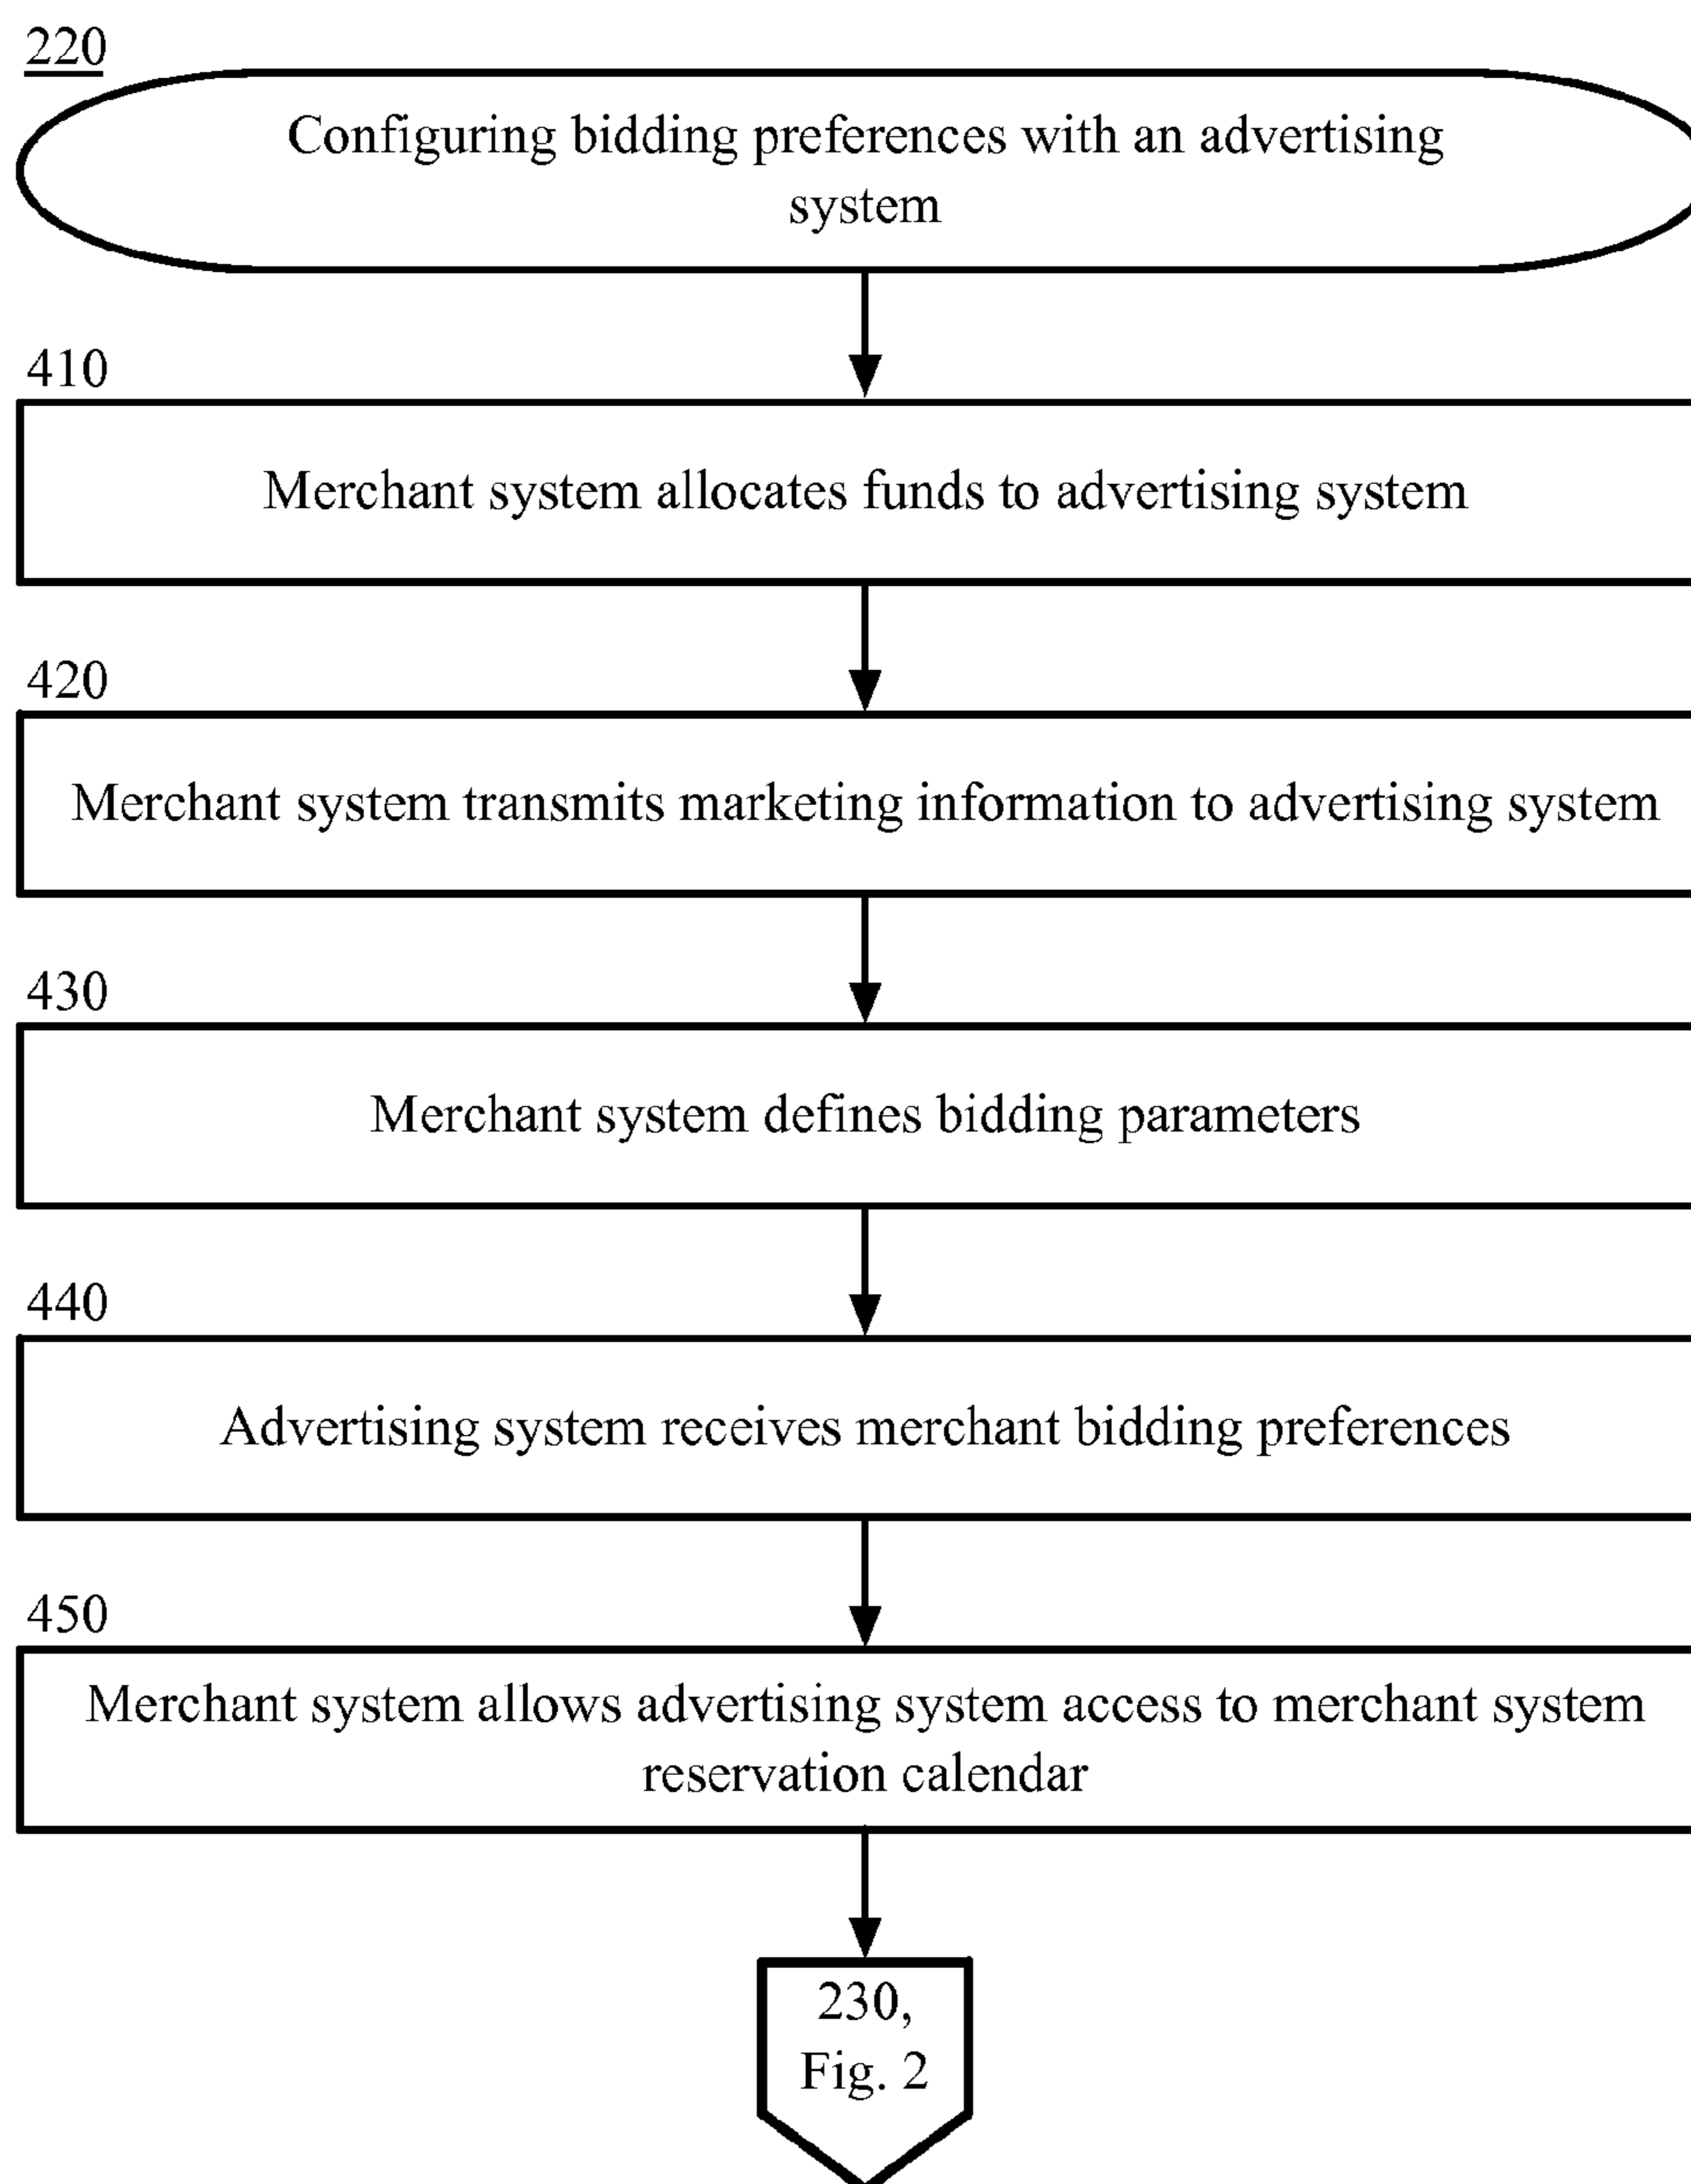 220
Configuring bidding preferences with an advertising
system
410
Merchant system allocates funds to advertising system
420
Merchant system transmits marketing information to advertising system
430
Merchant system defines bidding parameters
440
Advertising system receives merchant bidding preferences
450
Merchant system allows advertising system access to merchant system
reservation calendar
230,
Fig. 2